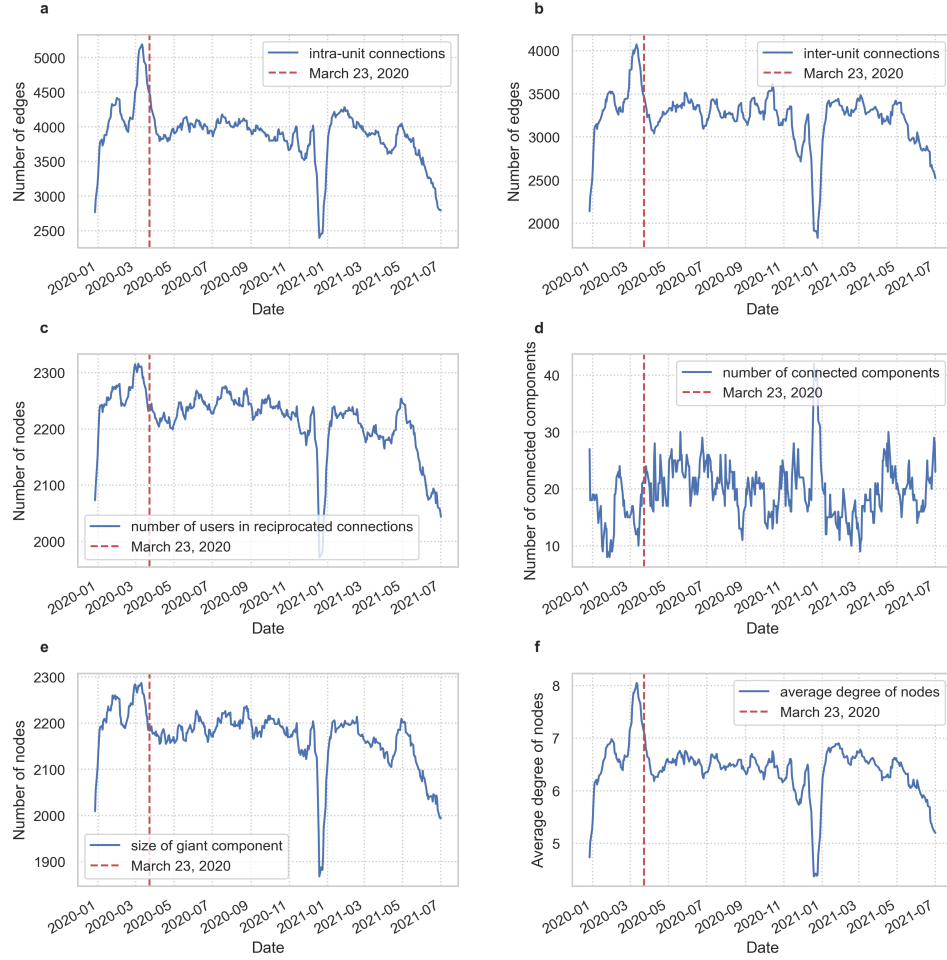 a
Number of edges
5000
4500
4000
3500
3000
2500
intra-unit connections
March 23, 2020
2020-01
2020-03
2020-05
2020-07
2020-09
2020-11
2021-01
2021-03
2021-05
2021-07
Date
b
Number of edges
4000
3500
3000
2500
2000
inter-unit connections
March 23, 2020
2020-01
2020-03
2020-05
2020-07
2020-09
2020-11
2021-01
2021-03
2021-05
2021-07
Date
c
Number of nodes
2300
2200
2100
2000
number of users in reciprocated connections
March 23, 2020
2020-01
2020-03
2020-05
2020-07
2020-09
2020-11
2021-01
2021-03
2021-05
2021-07
Date
d
Number of connected components
40
30
20
10
number of connected components
March 23, 2020
2020-01
2020-03
2020-05
2020-07
2020-09
2020-11
2021-01
2021-03
2021-05
2021-07
Date
e
Number of nodes
2300
2200
2100
2000
1900
size of giant component
March 23, 2020
2020-01
2020-03
2020-05
2020-07
2020-09
2020-11
2021-01
2021-03
2021-05
2021-07
Date
f
Average degree of nodes
8
7
6
5
average degree of nodes
March 23, 2020
2020-01
2020-03
2020-05
2020-07
2020-09
2020-11
2021-01
2021-03
2021-05
2021-07
Date